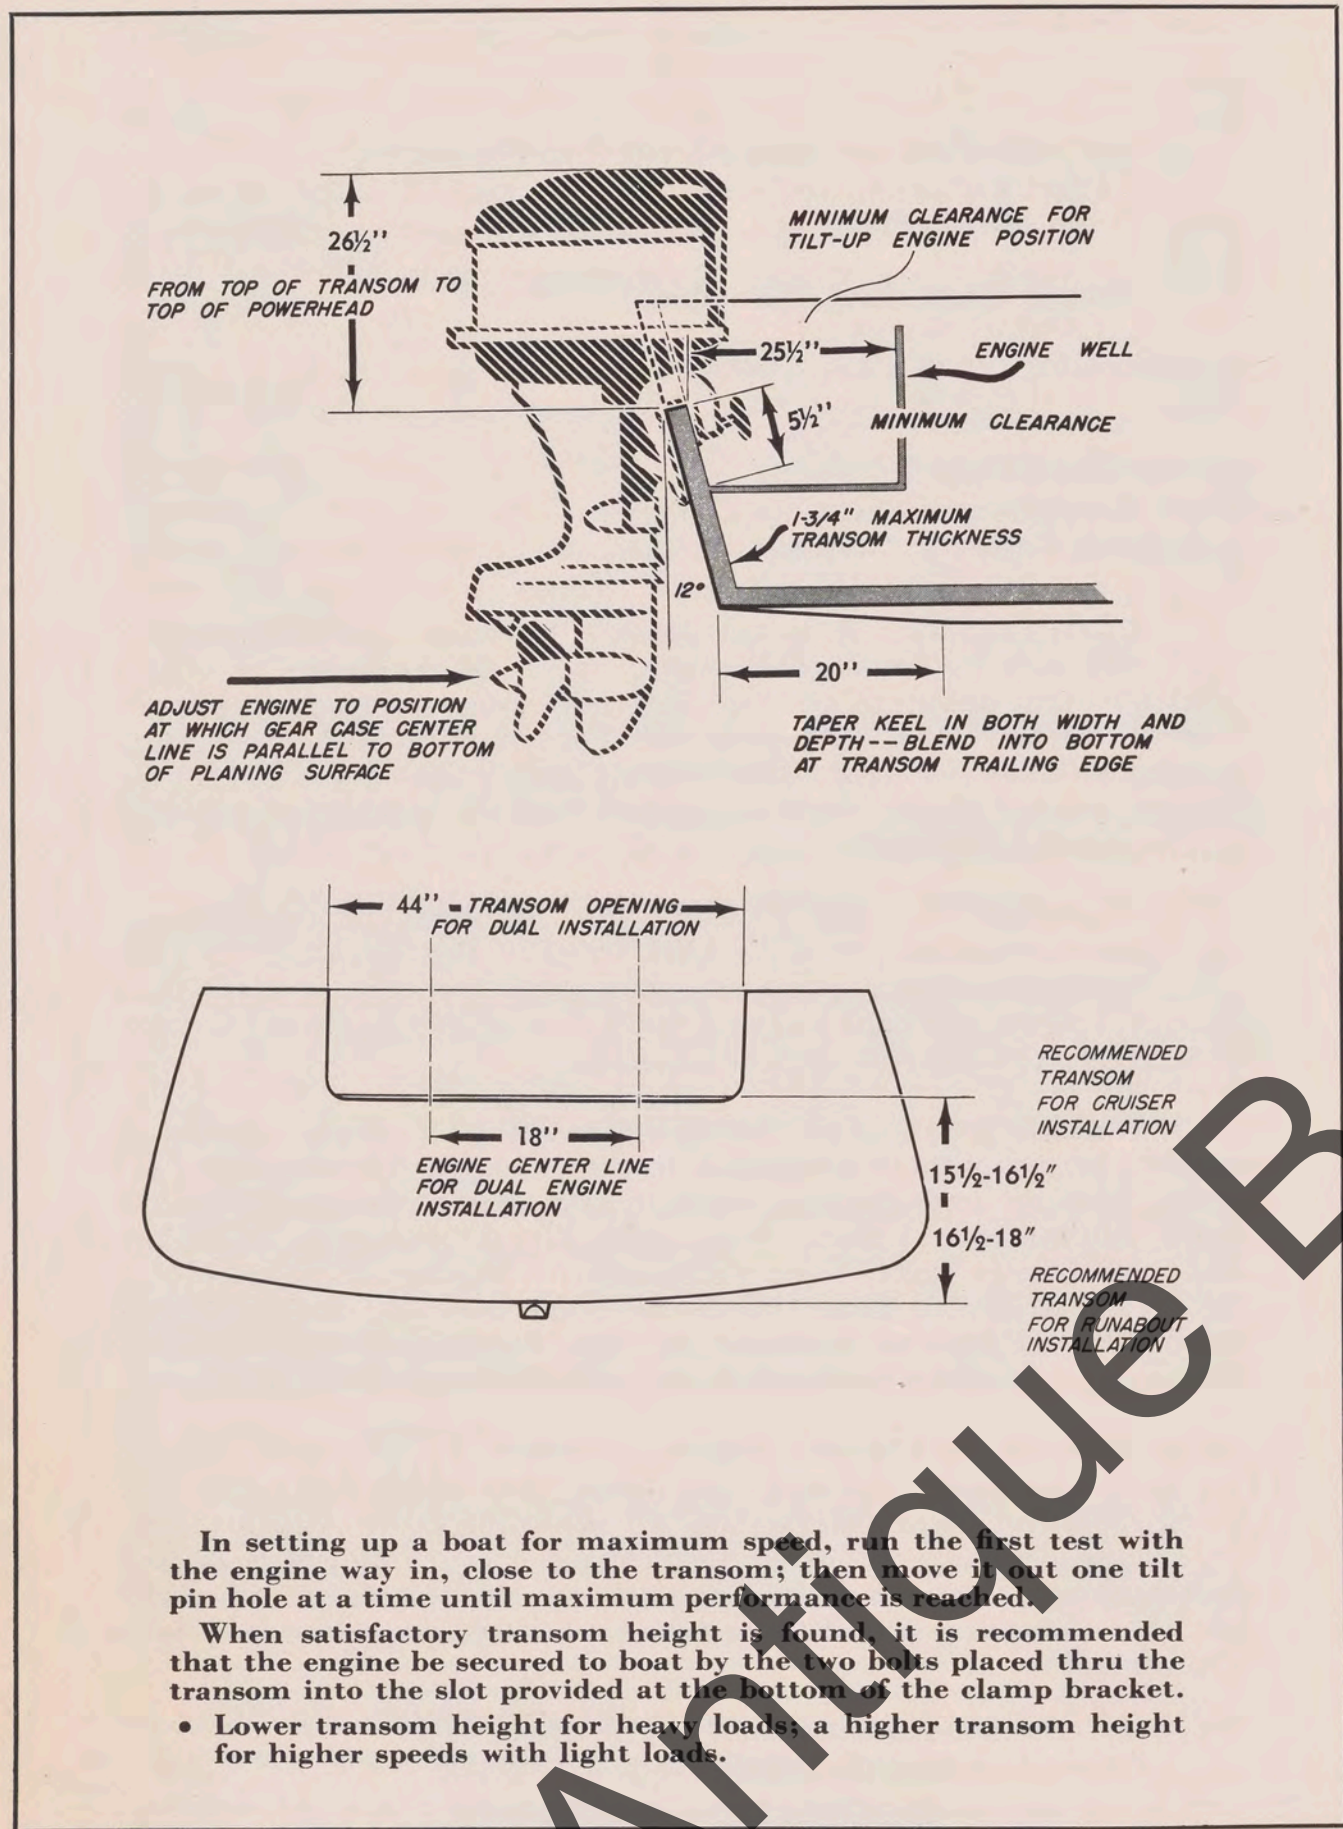 26½''
FROM TOP OF TRANSOM TO
TOP OF POWERHEAD
MINIMUM CLEARANCE FOR
TILT-UP ENGINE POSITION
25½''
ENGINE WELL
5½''
MINIMUM CLEARANCE
1-3/4" MAXIMUM
TRANSOM THICKNESS
12°
20''
ADJUST ENGINE TO POSITION
AT WHICH GEAR CASE CENTER
LINE IS PARALLEL TO BOTTOM
OF PLANING SURFACE
TAPER KEEL IN BOTH WIDTH AND
DEPTH--BLEND INTO BOTTOM
AT TRANSOM TRAILING EDGE
44'' - TRANSOM OPENING
FOR DUAL INSTALLATION
18''
ENGINE CENTER LINE
FOR DUAL ENGINE
INSTALLATION
RECOMMENDED
TRANSOM
FOR CRUISER
INSTALLATION
15½-16½"
16½-18"
RECOMMENDED
TRANSOM
FOR RUNABOUT
INSTALLATION
In setting up a boat for maximum speed, run the first test with
the engine way in, close to the transom; then move it out one tilt
pin hole at a time until maximum performance is reached.
When satisfactory transom height is found, it is recommended
that the engine be secured to boat by the two bolts placed thru the
transom into the slot provided at the bottom of the clamp bracket.
• Lower transom height for heavy loads; a higher transom height
for higher speeds with light loads.
Antique B